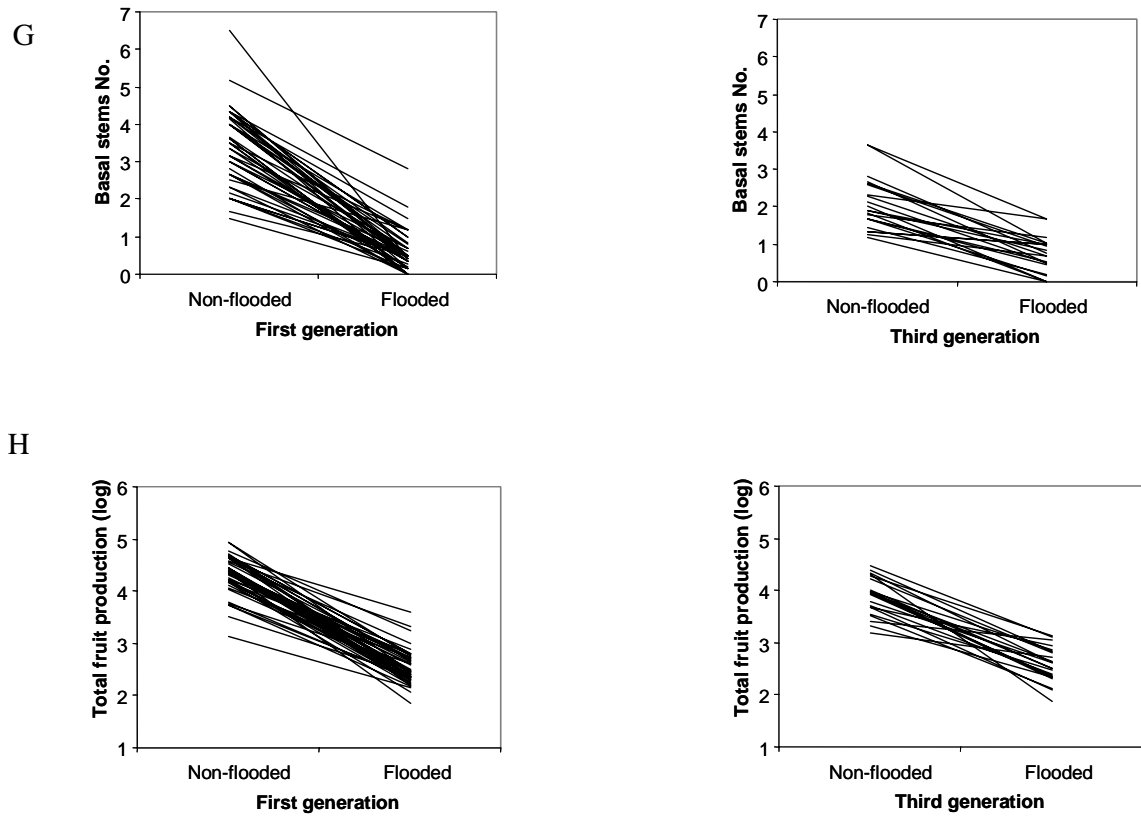 G
Basal stems No.
7
6
5
4
3
2
1
0
Non-flooded Flooded
First generation
Basal stems No.
7
6
5
4
3
2
1
0
Non-flooded Flooded
Third generation
H
Total fruit production (log)
6
5
4
3
2
1
Non-flooded Flooded
First generation
Total fruit production (log)
6
5
4
3
2
1
Non-flooded Flooded
Third generation